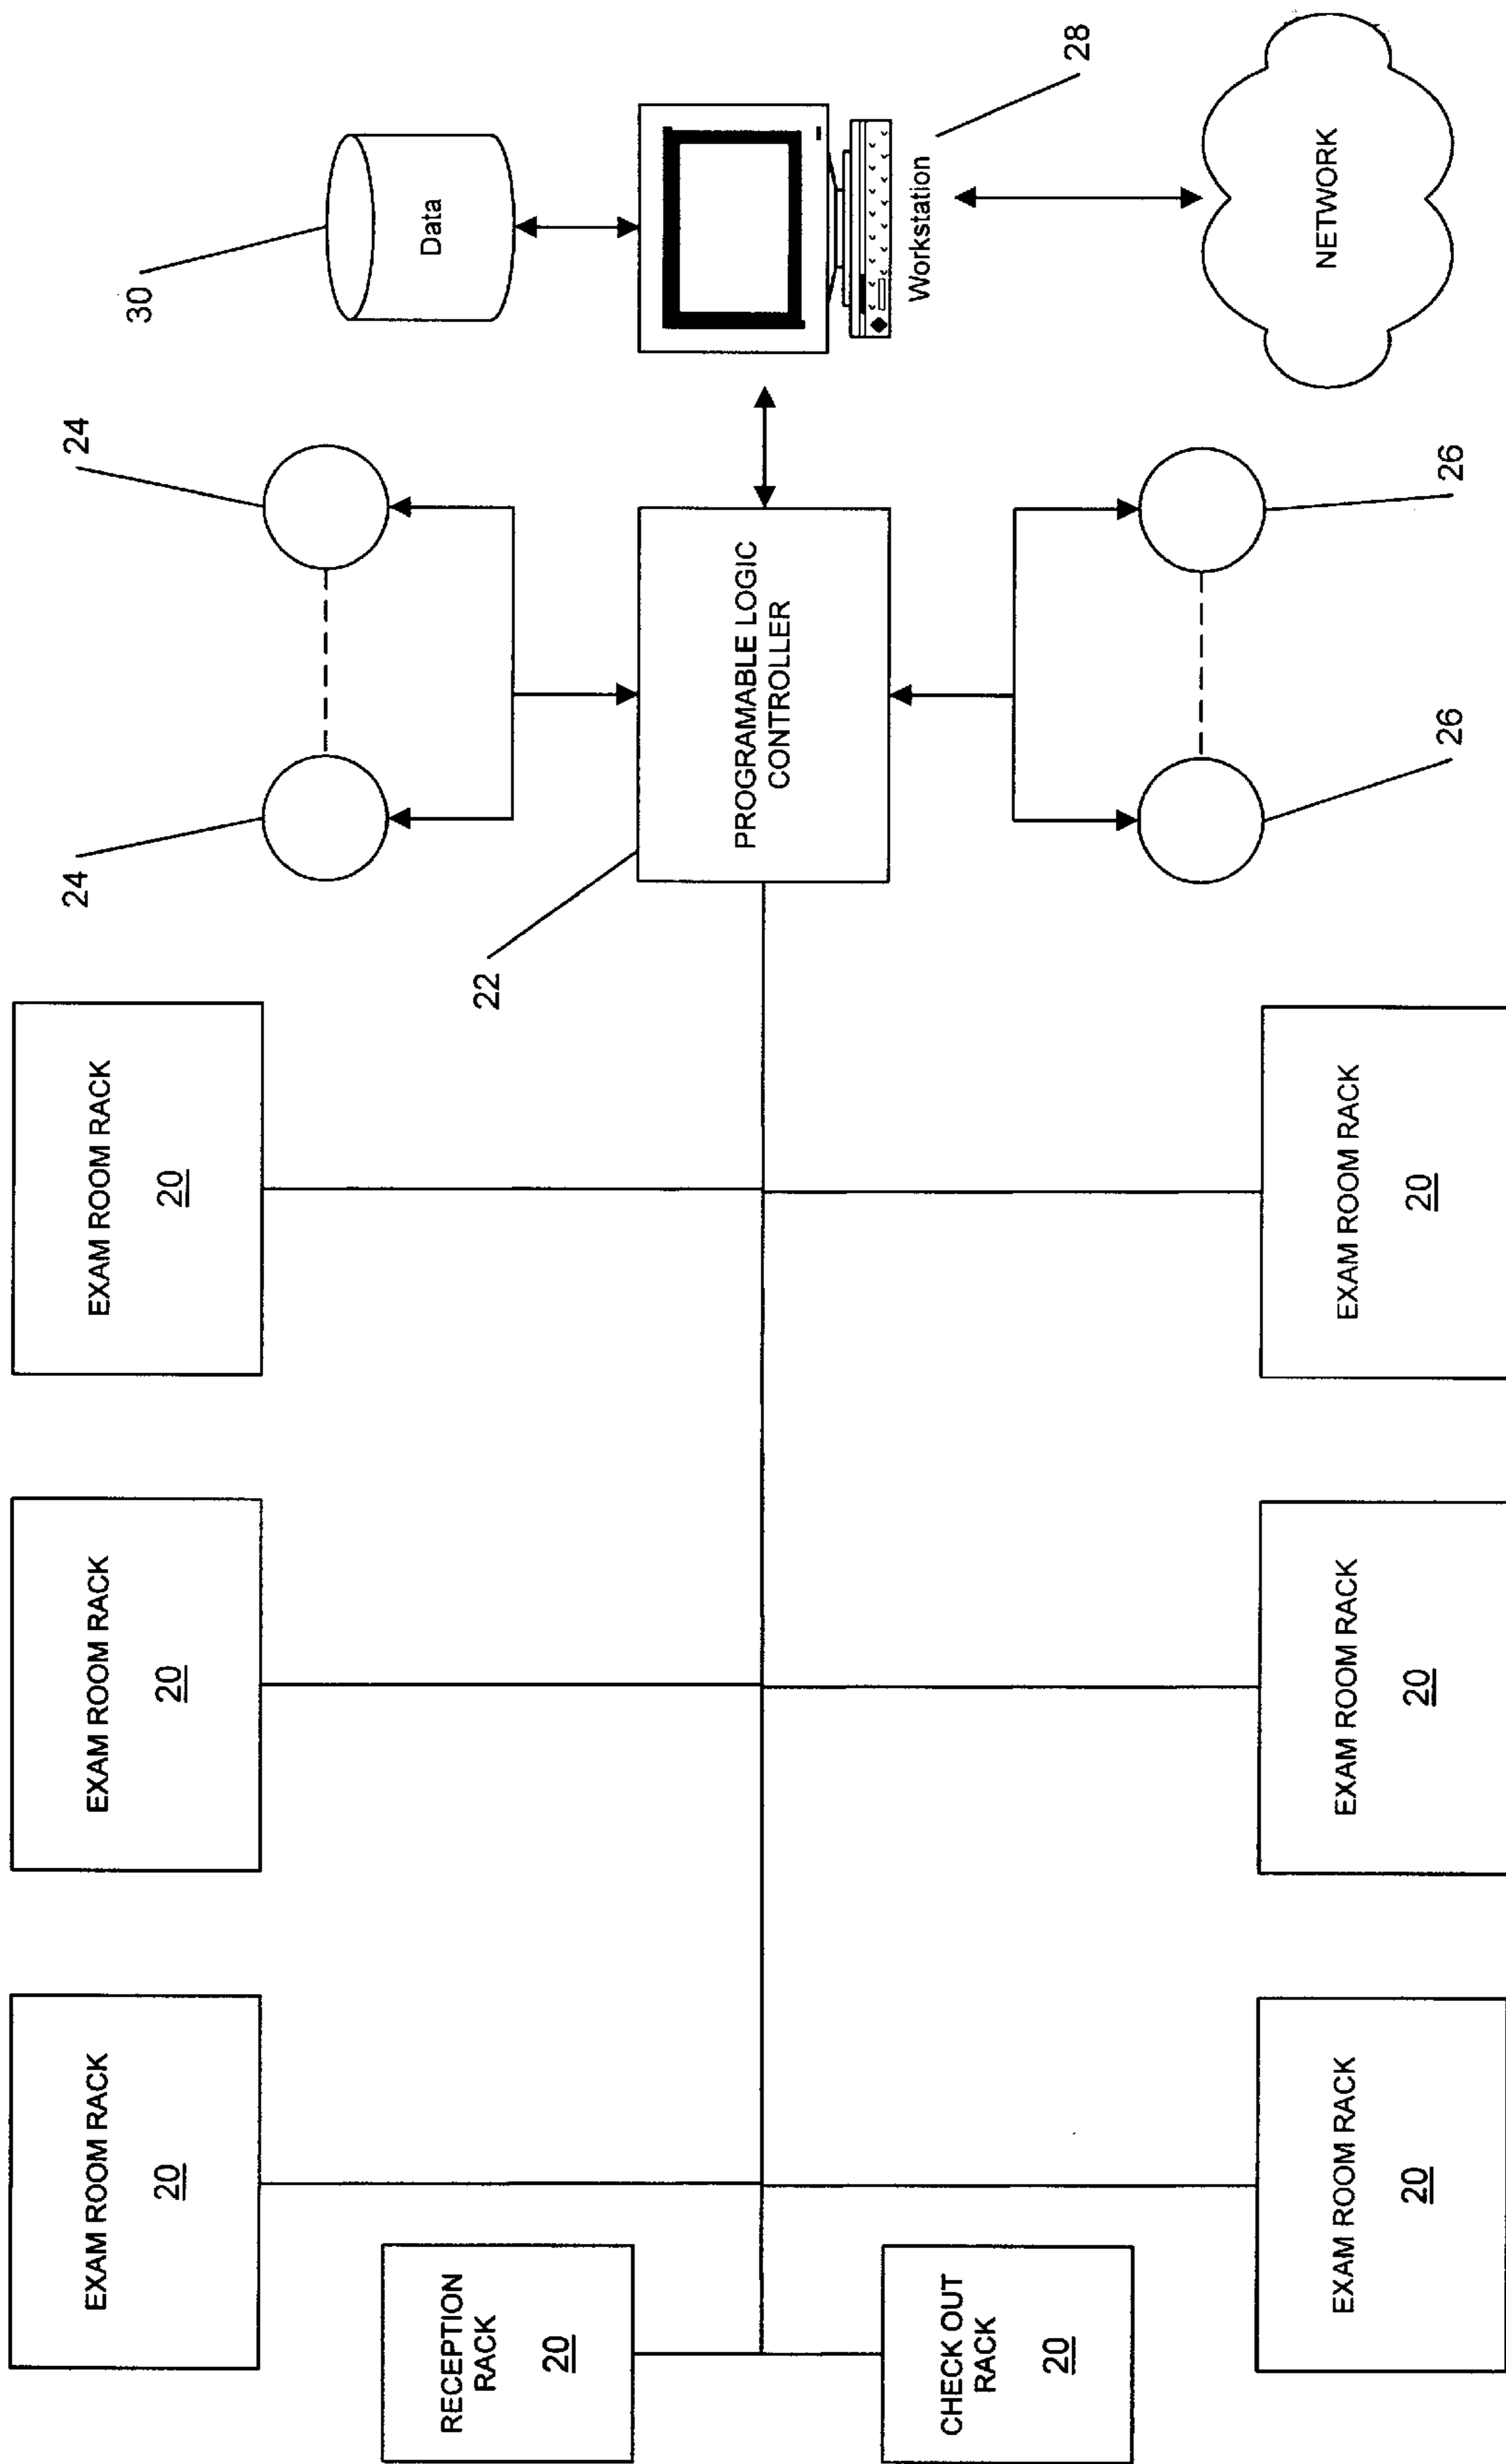 EXAM ROOM RACK
20
EXAM ROOM RACK
20
EXAM ROOM RACK
20
24
24
30
Data
RECEPTION
RACK
20
22
PROGRAMABLE LOGIC
CONTROLLER
Workstation
28
CHECK OUT
RACK
20
EXAM ROOM RACK
20
EXAM ROOM RACK
20
EXAM ROOM RACK
20
26
26
NETWORK